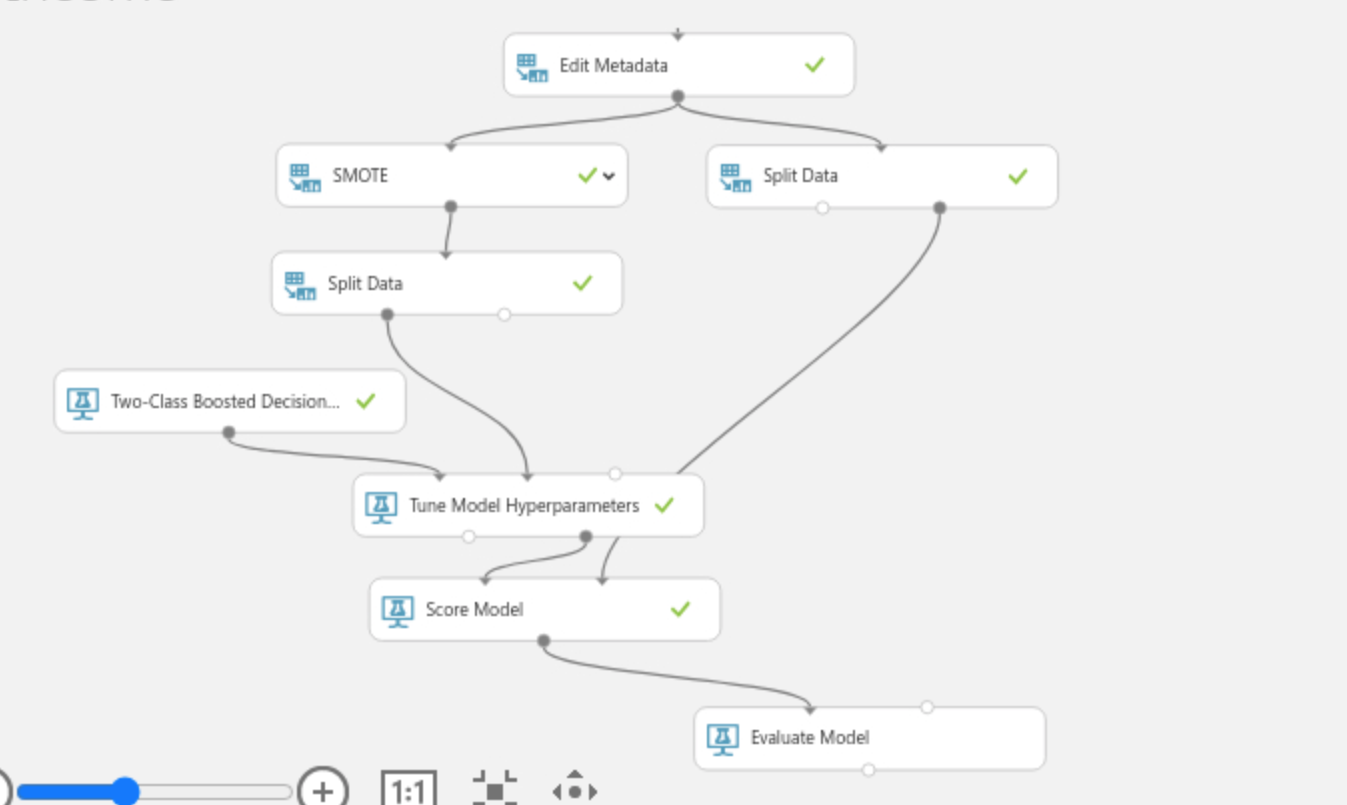 Edit Metadata
SMOTE
Split Data
Split Data
Two-Class Boosted Decision...
Tune Model Hyperparameters
Score Model
Evaluate Model
1:1